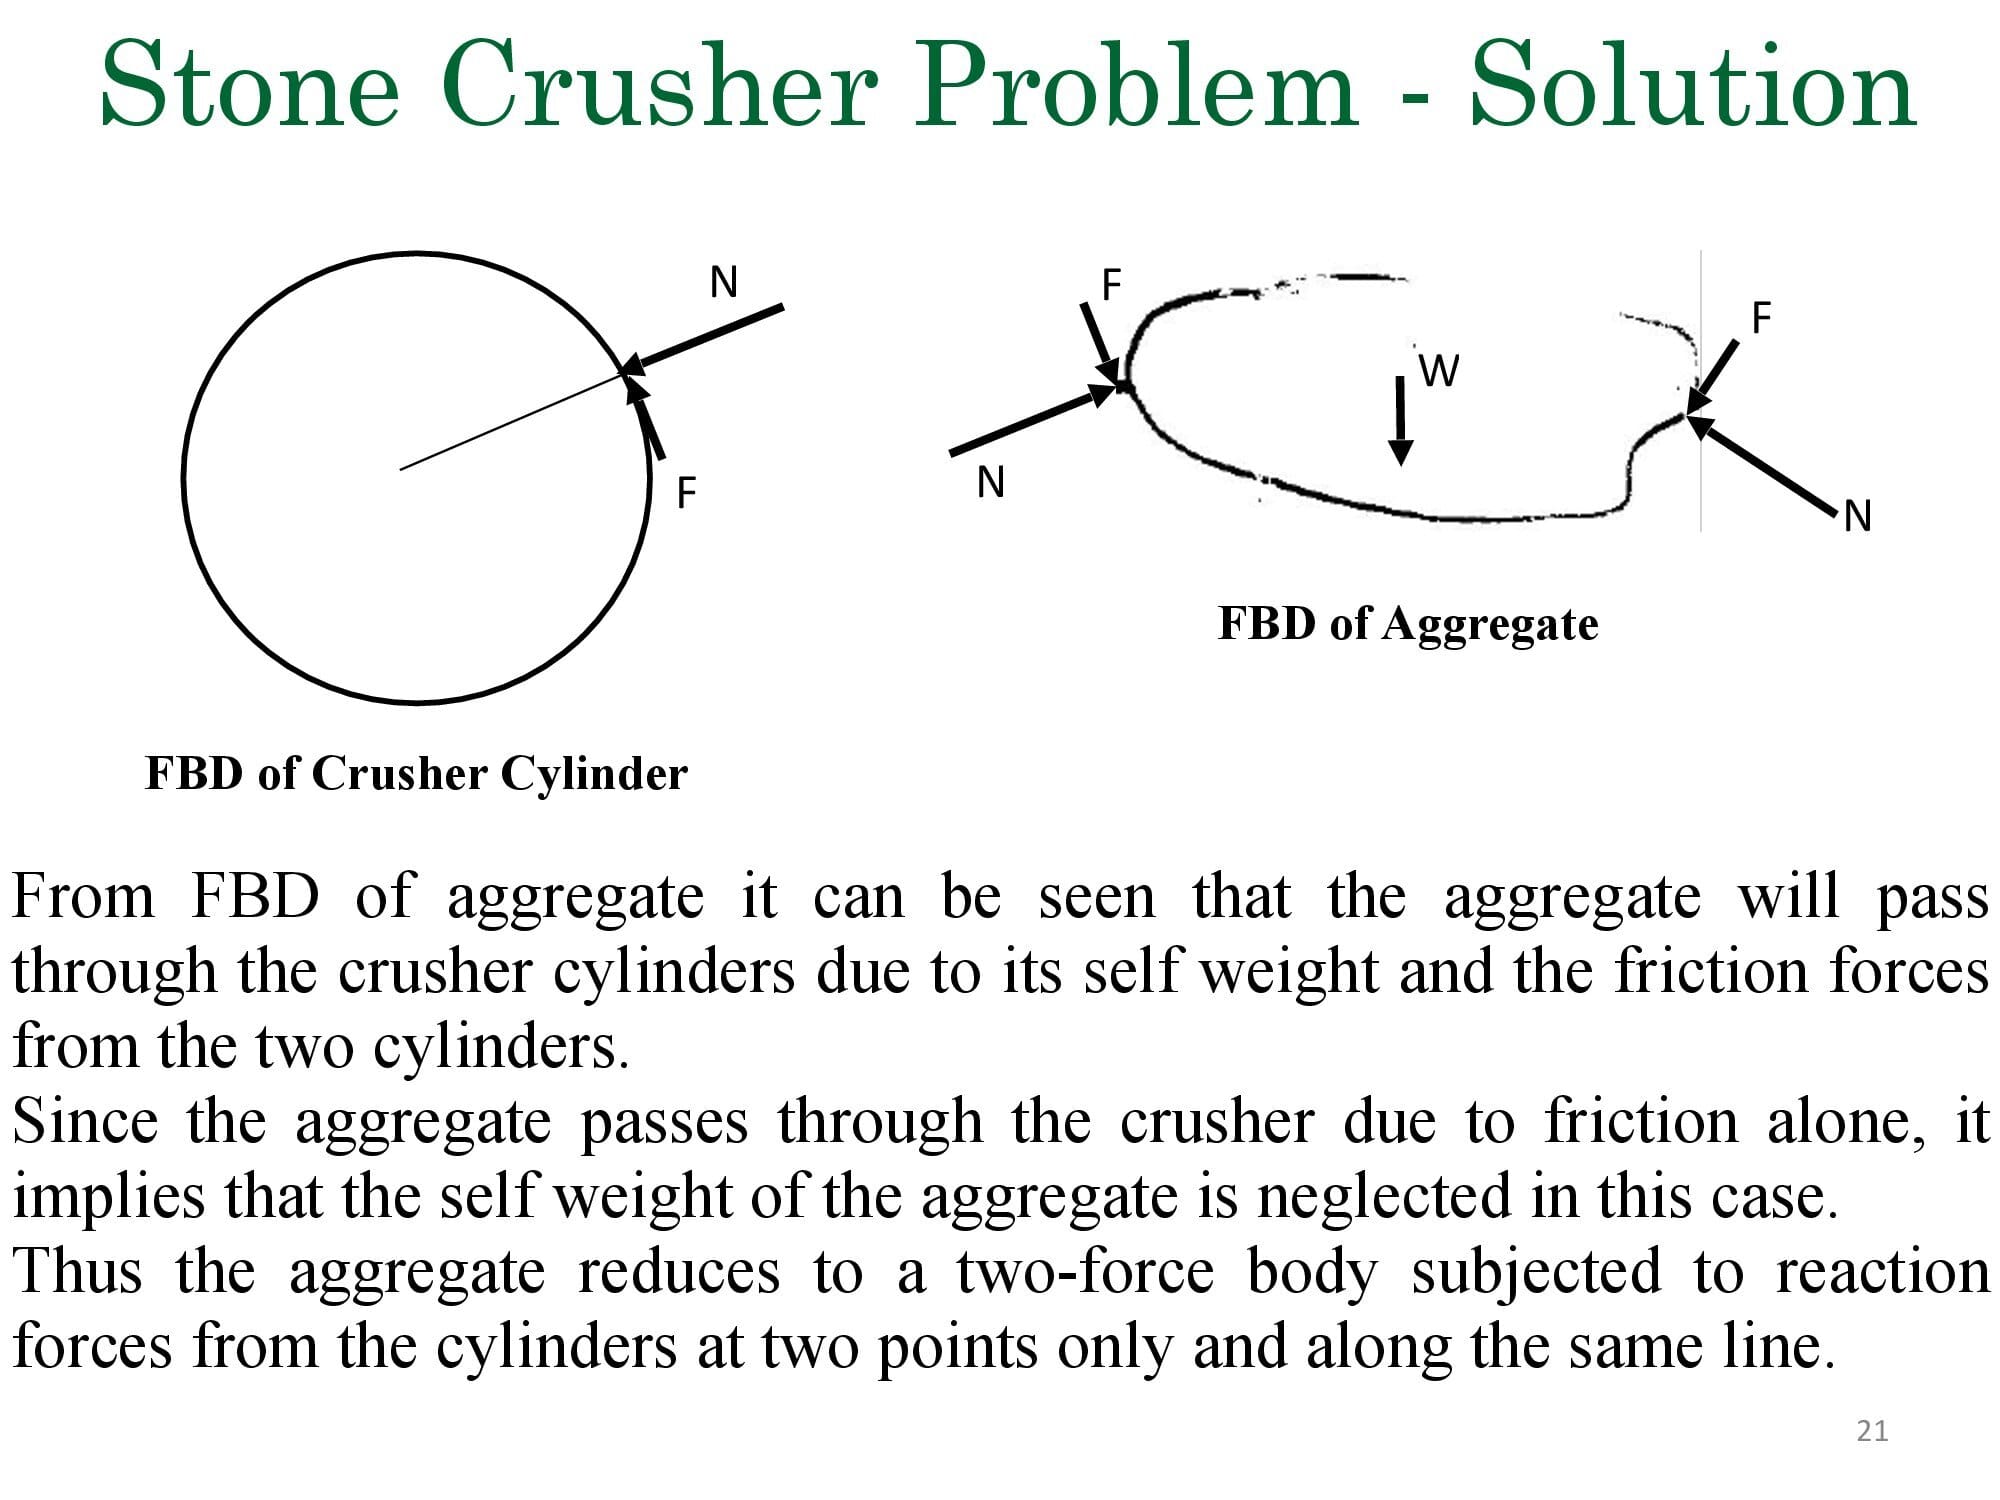 Stone Crusher Problem - Solution
N
F
F
N
W
F
N
FBD of Aggregate
FBD of Crusher Cylinder
From FBD of aggregate it can be seen that the aggregate will pass
through the crusher cylinders due to its self weight and the friction forces
from the two cylinders.
Since the aggregate passes through the crusher due to friction alone, it
implies that the self weight of the aggregate is neglected in this case.
Thus the aggregate reduces to a two-force body subjected to reaction
forces from the cylinders at two points only and along the same line.
21